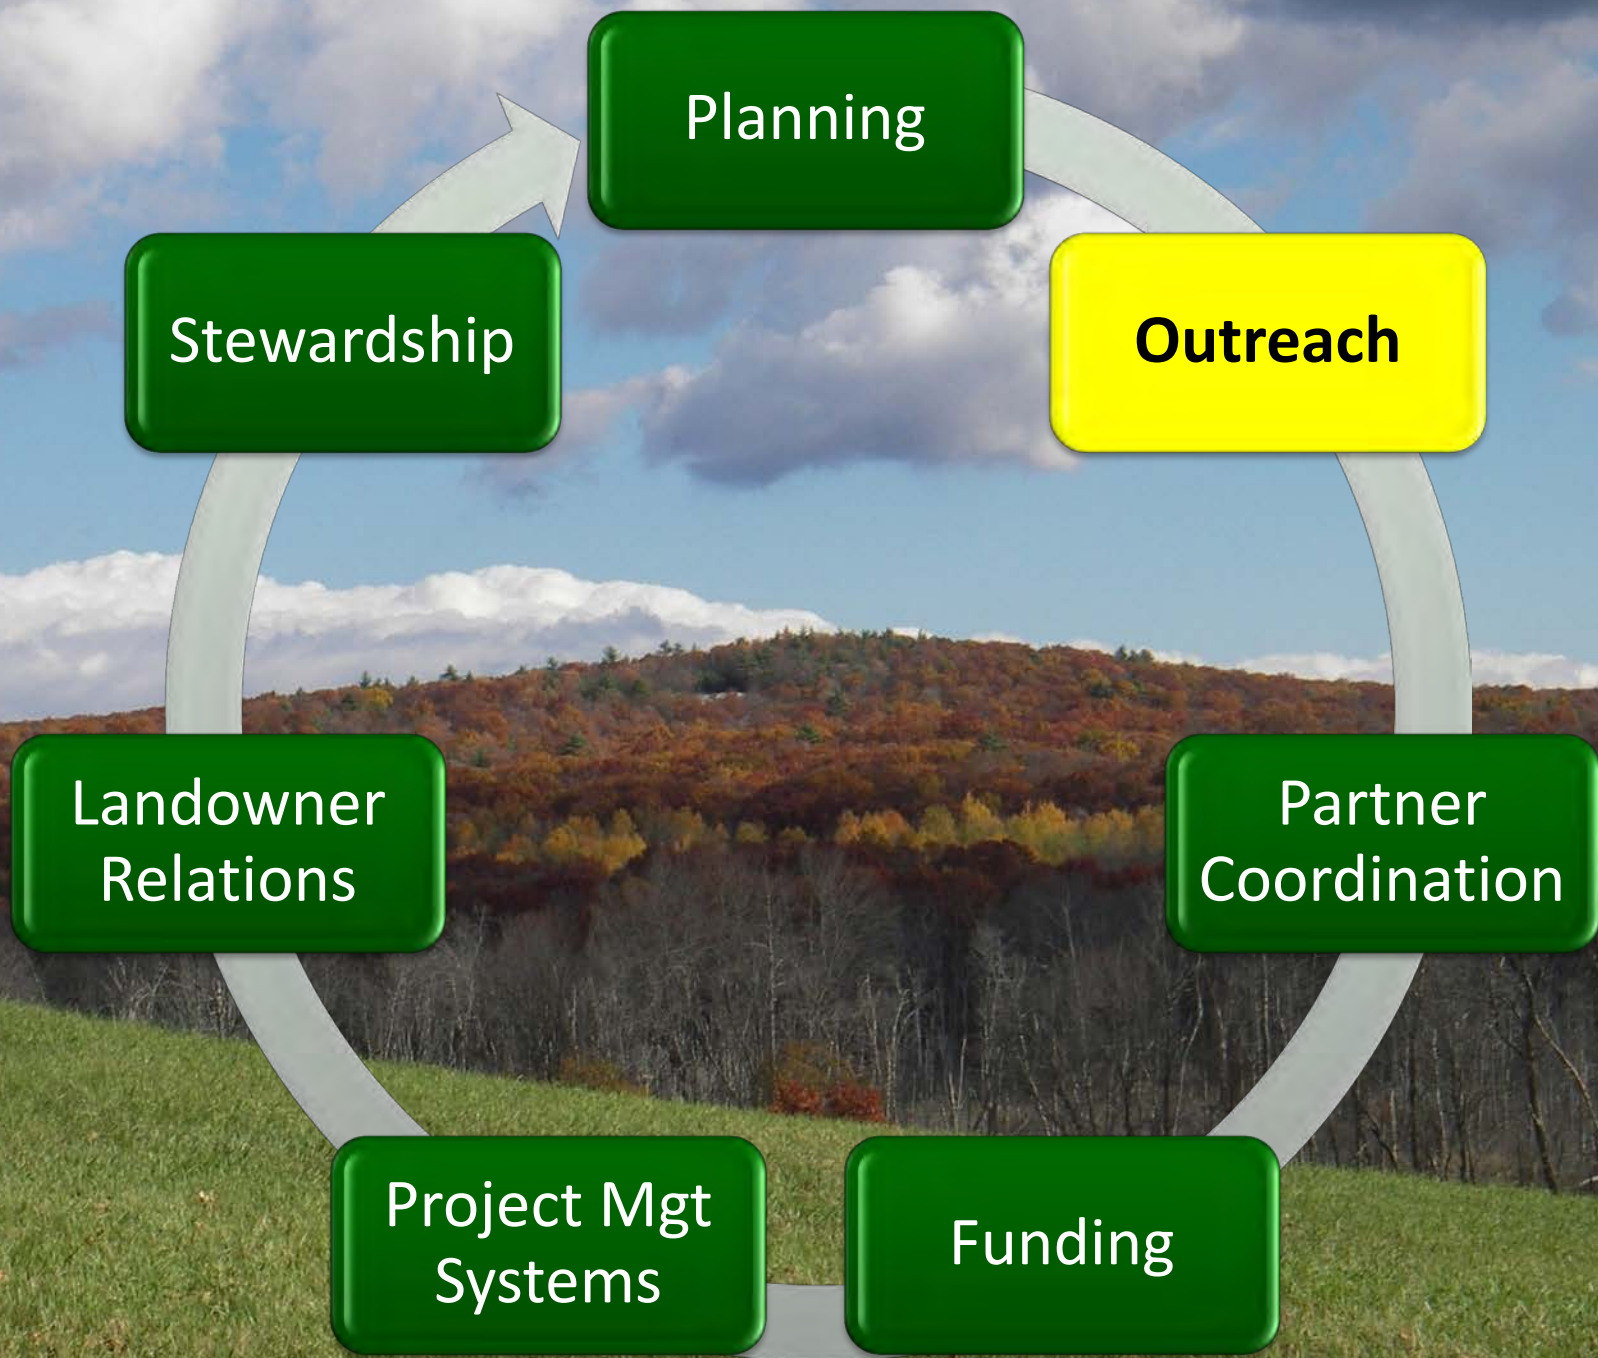 Planning
Outreach
Partner
Coordination
Funding
Project Mgt
Systems
Landowner
Relations
Stewardship